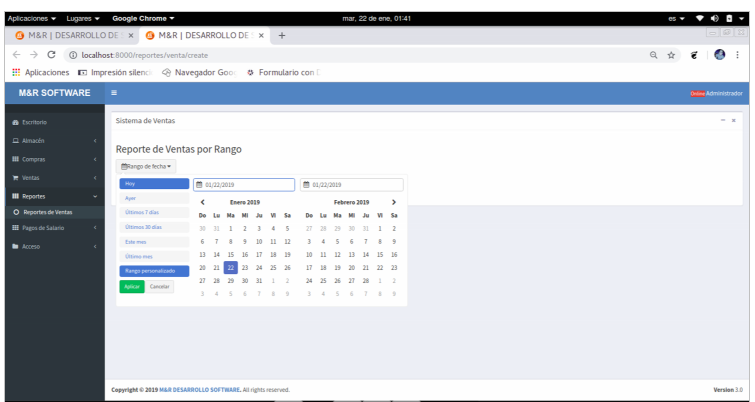 Aplicaciones Lugares Google Chrome mar, 22 de ene, 01:41 es
M&R | DESARROLLO DE S × M&R | DESARROLLO DE S × +
localhost:8000/reportes/venta/create
Aplicaciones Impresión silenci Navegador Goo Formulario con
M&R SOFTWARE Online Administrador
Escritorio
Almacén
Compras
Ventas
Reportes
Reportes de Ventas
Pagos de Salario
Acceso
Sistema de Ventas
Reporte de Ventas por Rango
Rango de fecha
Hoy
Ayer
Últimos 7 días
Últimos 30 días
Este mes
Último mes
Rango personalizado
Aplicar Cancelar
01/22/2019
Enero 2019
Do Lu Ma Mi Ju Vi Sa
30 31 1 2 3 4 5
6 7 8 9 10 11 12
13 14 15 16 17 18 19
20 21 22 23 24 25 26
27 28 29 30 31 1 2
3 4 5 6 7 8 9
01/22/2019
Febrero 2019
Do Lu Ma Mi Ju Vi Sa
27 28 29 30 31 1 2
3 4 5 6 7 8 9
10 11 12 13 14 15 16
17 18 19 20 21 22 23
24 25 26 27 28 1 2
3 4 5 6 7 8 9
Copyright © 2019 M&R DESARROLLO SOFTWARE. All rights reserved. Version 3.0